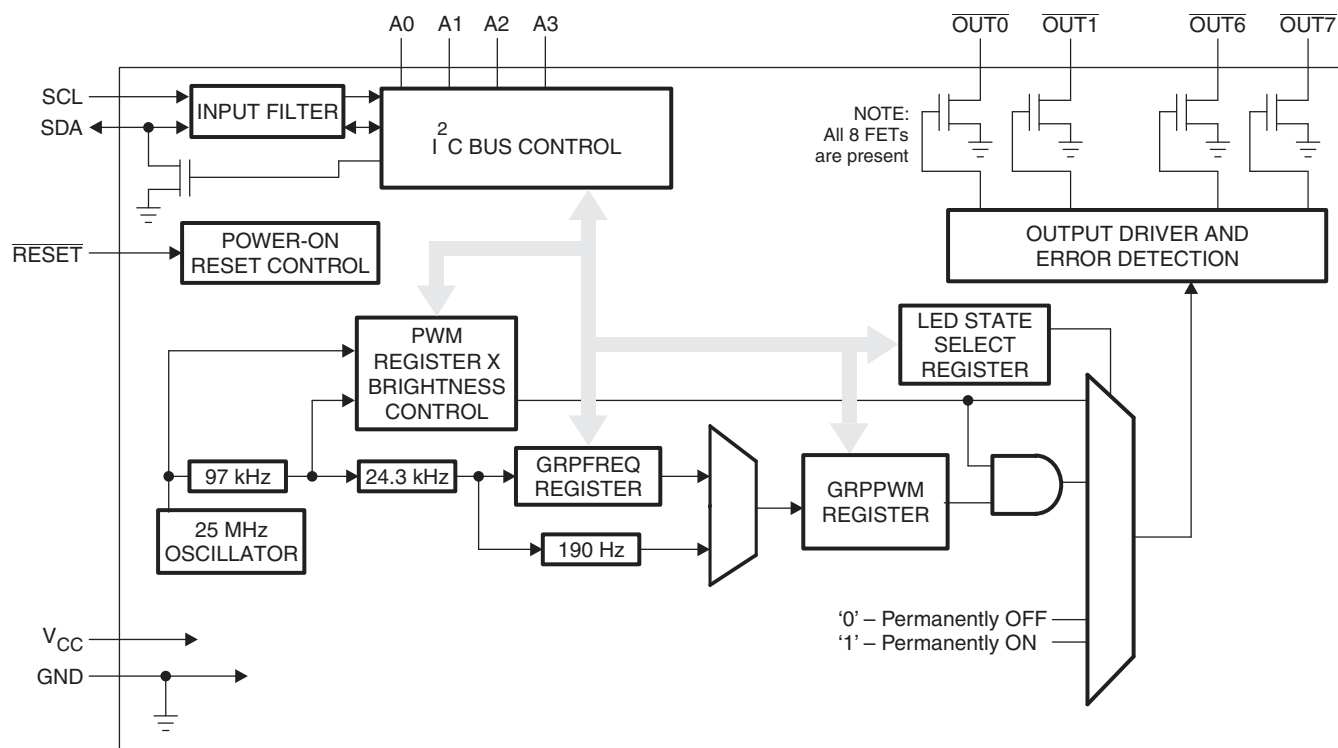 A0 A1 A2 A3
OUT0 OUT1 OUT6 OUT7
SCL
SDA
INPUT FILTER
I2C BUS CONTROL
NOTE:
All 8 FETs
are present
RESET
POWER-ON
RESET CONTROL
OUTPUT DRIVER AND
ERROR DETECTION
PWM
REGISTER X
BRIGHTNESS
CONTROL
LED STATE
SELECT
REGISTER
97 kHz
24.3 kHz
GRPFREQ
REGISTER
GRPPWM
REGISTER
25 MHz
OSCILLATOR
190 Hz
'0' – Permanently OFF
'1' – Permanently ON
VCC
GND